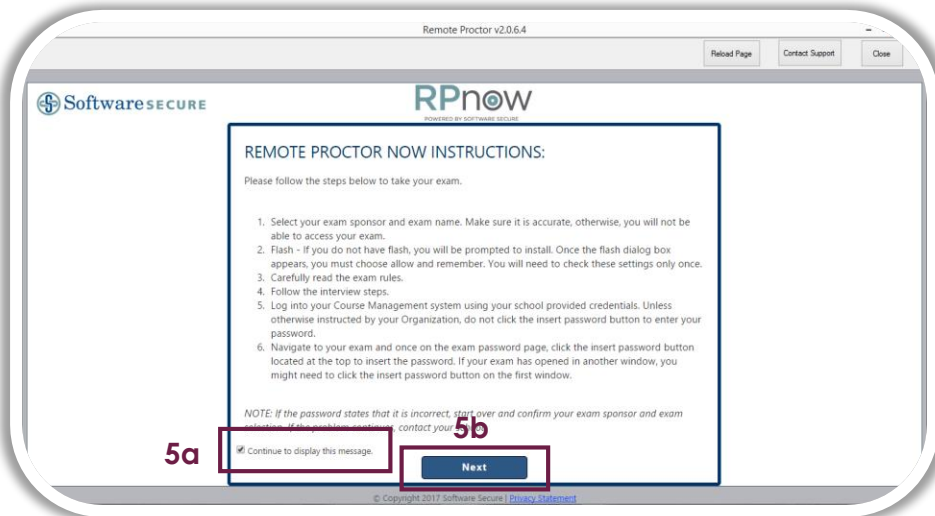 Remote Proctor v2.0.6.4
Reload Page
Contact Support
Close
Software SECURE
RPnow
POWERED BY SOFTWARE SECURE
REMOTE PROCTOR NOW INSTRUCTIONS:
Please follow the steps below to take your exam.
1. Select your exam sponsor and exam name. Make sure it is accurate, otherwise, you will not be
able to access your exam.
2. Flash - If you do not have flash, you will be prompted to install. Once the flash dialog box
appears, you must choose allow and remember. You will need to check these settings only once.
3. Carefully read the exam rules.
4. Follow the interview steps.
5. Log into your Course Management system using your school provided credentials. Unless
otherwise instructed by your Organization, do not click the insert password button to enter your
password.
6. Navigate to your exam and once on the exam password page, click the insert password button
located at the top to insert the password. If your exam has opened in another window, you
might need to click the insert password button on the first window.
NOTE: If the password states that it is incorrect, start over and confirm your exam sponsor and exam
If the problem contact your
5b
5a
Continue to display this message.
Next
© Copyright 2017 Software Secure | Privacy Statement